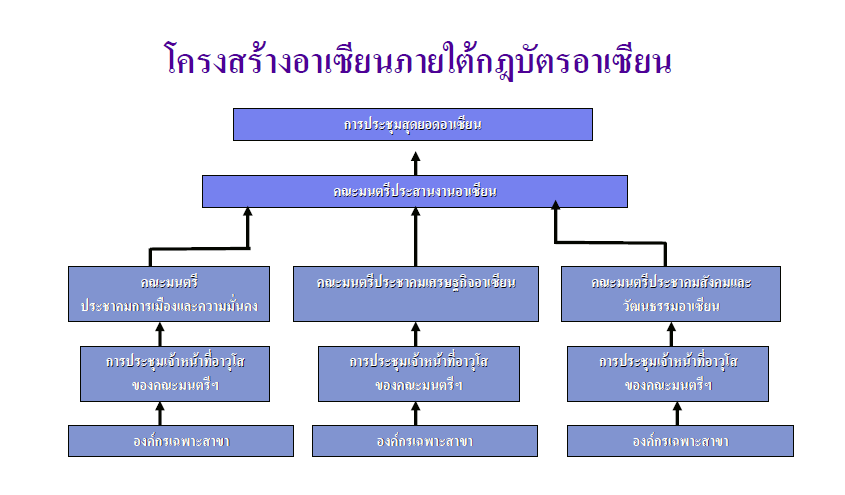 โครงสร้างอาเซียนภายใต้กฎบัตรอาเซียน
การประชุมสุดยอดอาเซียน
คณะมนตรีประสานงานอาเซียน
คณะมนตรี
ประชาคมการเมืองและความมั่นคง
คณะมนตรีประชาคมเศรษฐกิจอาเซียน
คณะมนตรีประชาคมสังคมและ
วัฒนธรรมอาเซียน
การประชุมเจ้าหน้าที่อาวุโส
ของคณะมนตรีฯ
การประชุมเจ้าหน้าที่อาวุโส
ของคณะมนตรีฯ
การประชุมเจ้าหน้าที่อาวุโส
ของคณะมนตรีฯ
องค์กรเฉพาะสาขา
องค์กรเฉพาะสาขา
องค์กรเฉพาะสาขา